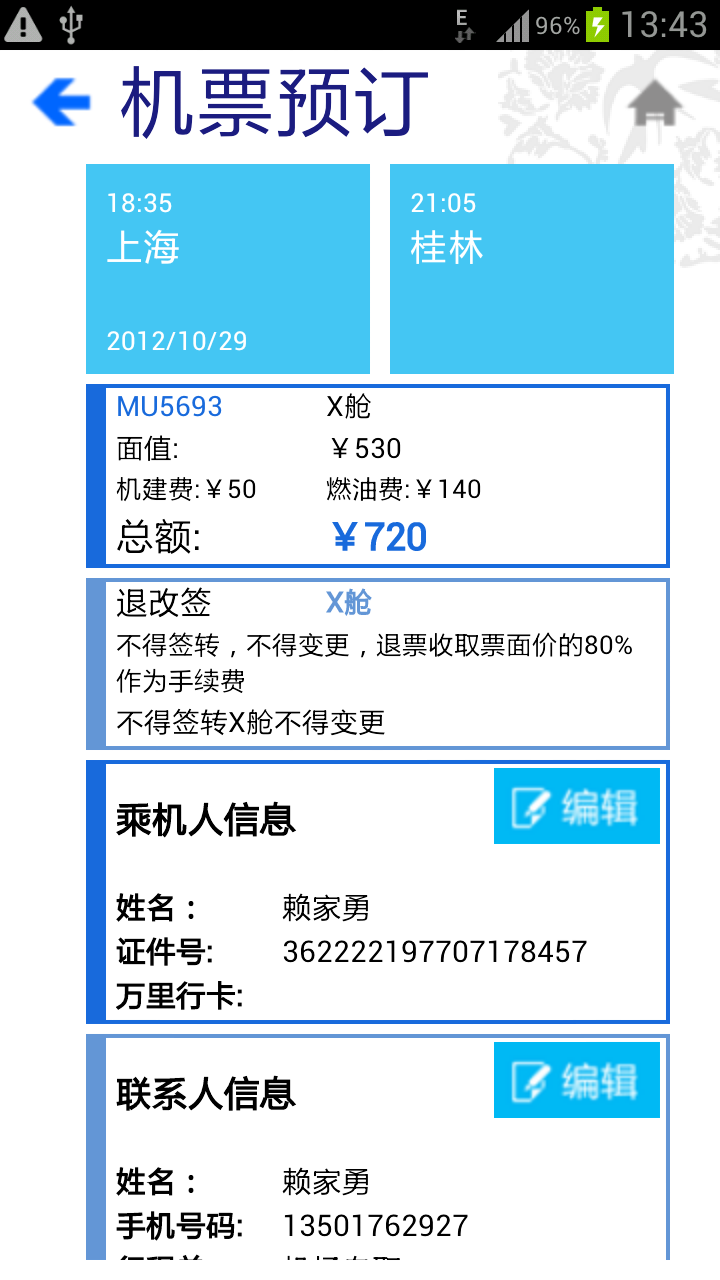 E 96% 13:43
机票预订
18:35 21:05
上海 桂林
2012/10/29
MU5693 X舱
面值: ￥530
机建费:￥50 燃油费:￥140
总额: ￥720
退改签 X舱
不得签转，不得变更，退票收取票面价的80%
作为手续费
不得签转X舱不得变更
乘机人信息 编辑
姓名： 赖家勇
证件号: 362222197707178457
万里行卡:
联系人信息 编辑
姓名： 赖家勇
手机号码: 13501762927